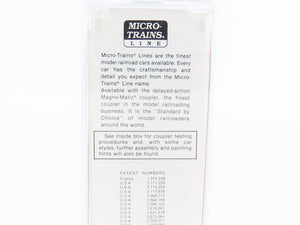 MICRO-
TRAINS®
LINE
Micro-Trains® Lines are the finest
model railroad cars available. Every
car has the craftsmanship and
detail you expect from the Micro-
Trains® Line name.
Available with the delayed-action
Magne-Matic® coupler, the finest
coupler in the model railroading
business. It is the "Standard by
Choice" of model railroaders
around the world.
See inside box for coupler testing
procedures and, with some car
styles, further assembly and painting
hints will also be found.
PATENT NUMBERS
France 1,314,246
U.S.A.
U.S.A.
U.S.A.
U.S.A.
U.S.A.
U.S.A.
U.S.A.
U.S.A.
U.S.A.
U.S.A.
U.S.A.